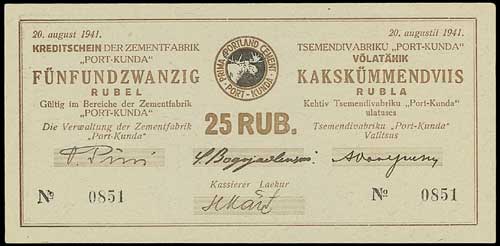 20. august 1941.
KREDITSCHEIN DER ZEMENTFABRIK
"PORT-KUNDA"
FÜNFUNDZWANZIG
RUBEL
Gültig im Bereiche der Zementfabrik
"PORT-KUNDA"
Die Verwaltung der Zementfabrik
„Port-Kunda"
PRIMA PORTLAND CEMENT
PORT-KUNDA
25 RUB.
20. augustil 1941.
TSEMENDIVABRIKU „PORT-KUNDA"
VÕLATÄHIK
KAKSKÜMMENDVIIS
RUBLA
Kehtiv Tsemendivabriku „Port-Kunda"
ulatuses
Tsemendivabriku „Port-Kunda"
Valitsus
Kassierer Laekur
№ 0851
№ 0851